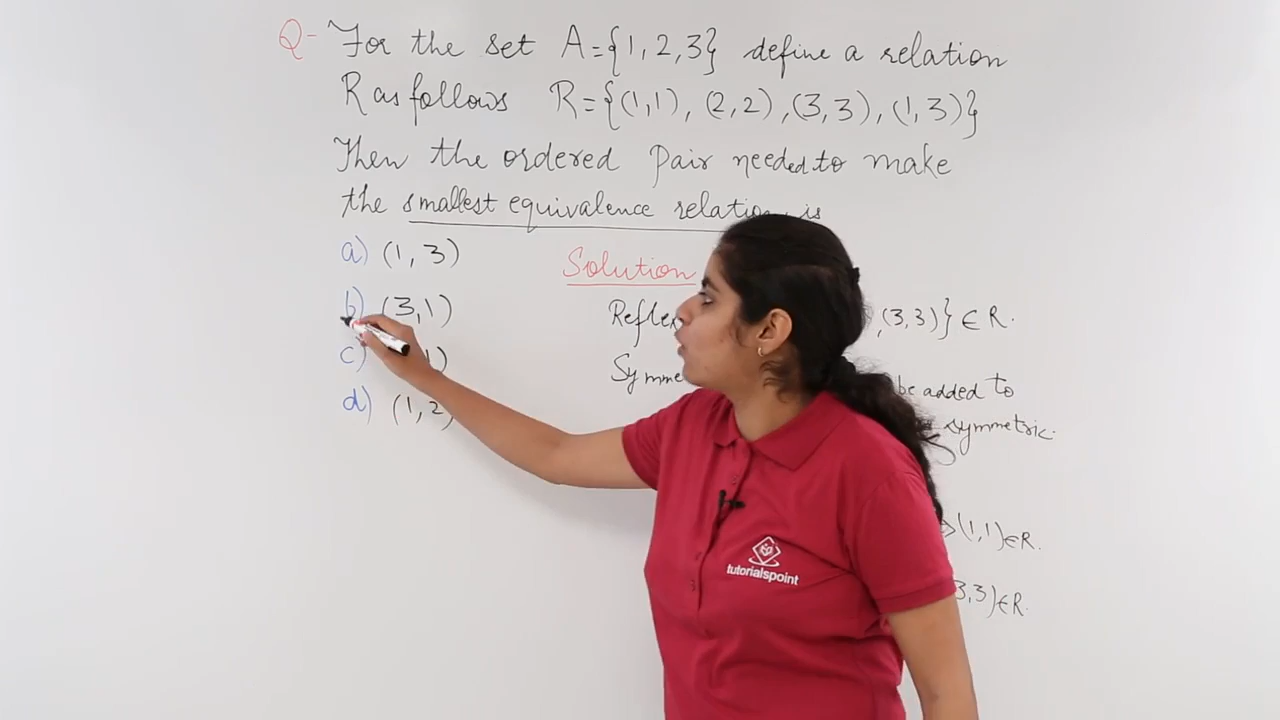 Q- For the set A={1,2,3} define a relation
R as follows R={(1,1), (2,2), (3,3), (1,3)}
Then the ordered pair needed to make
the smallest equivalence relation is
a) (1,3)
b) (3,1)
c) 1)
d) (1,2)
Solution
,(3,3)} ∈ R.
be added to
symmetric.
(1,1)∈R.
3,3)∈R.
tutorialspoint